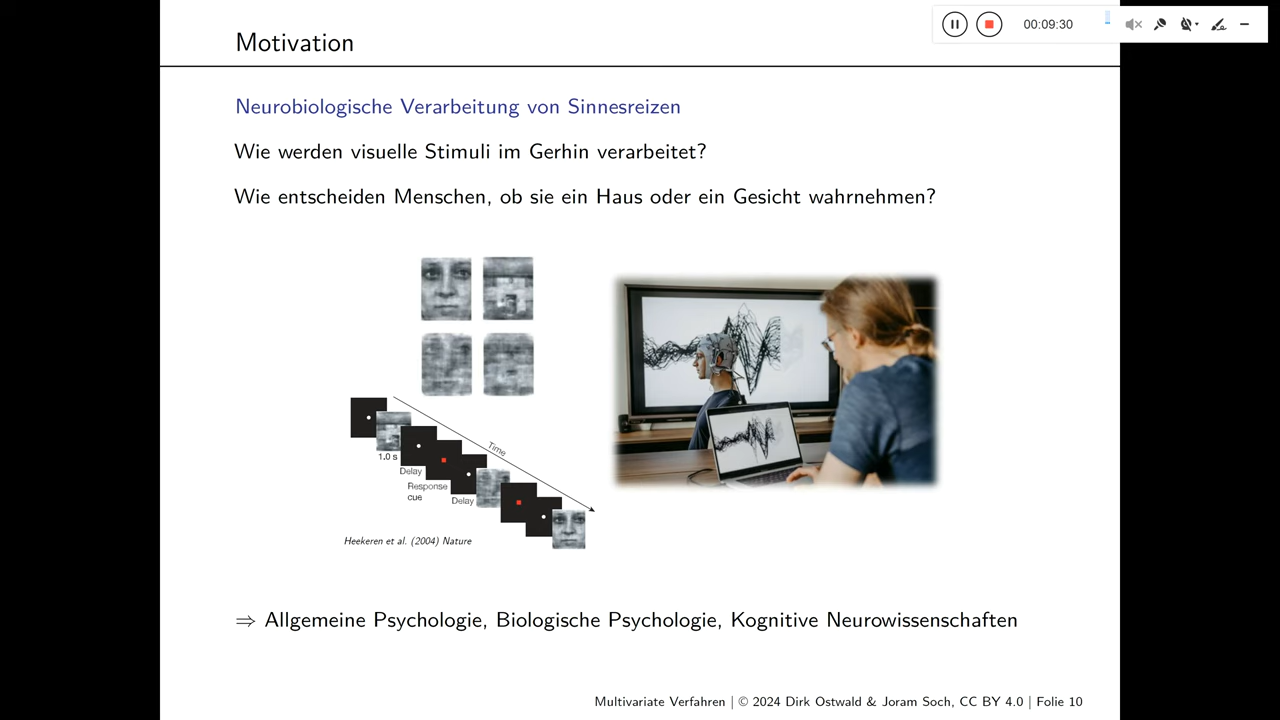 00:09:30
Motivation
Neurobiologische Verarbeitung von Sinnesreizen
Wie werden visuelle Stimuli im Gerhin verarbeitet?
Wie entscheiden Menschen, ob sie ein Haus oder ein Gesicht wahrnehmen?
Time
1.0 s
Delay
Response
cue
Delay
Heekeren et al. (2004) Nature
⇒ Allgemeine Psychologie, Biologische Psychologie, Kognitive Neurowissenschaften
Multivariate Verfahren | © 2024 Dirk Ostwald & Joram Soch, CC BY 4.0 | Folie 10